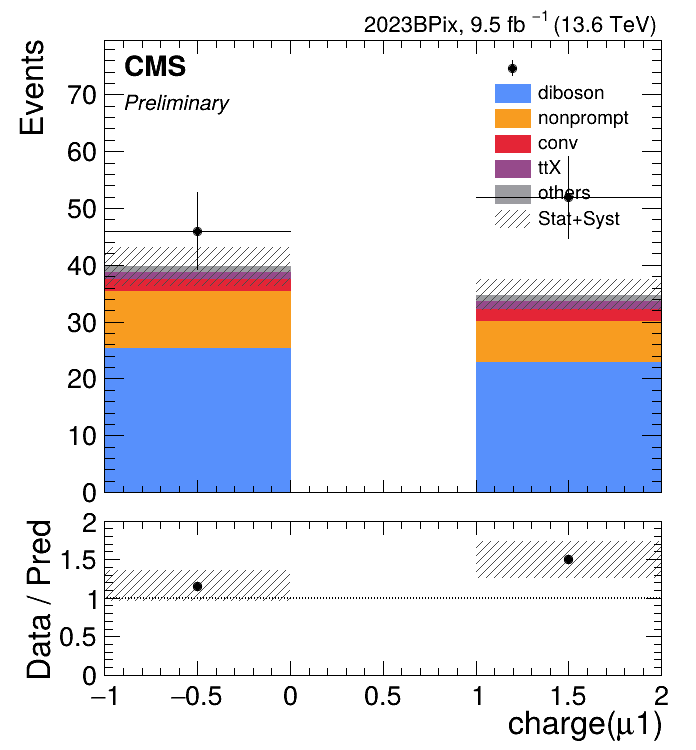 2023BPix, 9.5 fb⁻¹ (13.6 TeV)
CMS
Preliminary
diboson
nonprompt
conv
ttX
others
Stat+Syst
Events
70
60
50
40
30
20
10
0
Data / Pred
2
1.5
1
0.5
0
−1 −0.5 0 0.5 1 1.5 2
charge(μ1)